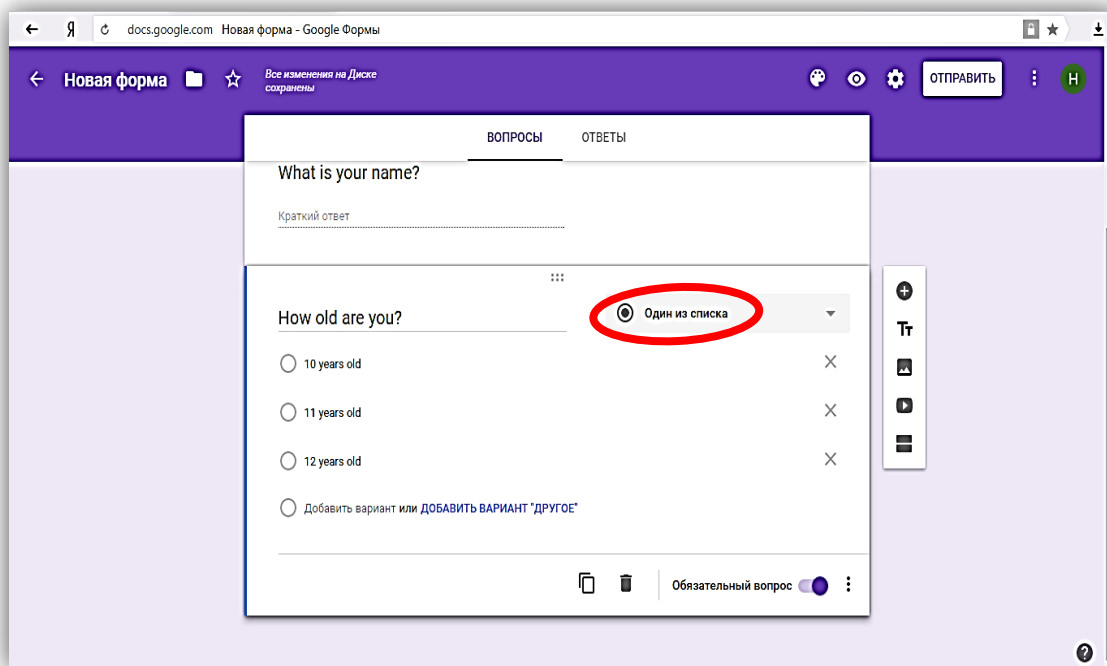 Я docs.google.com Новая форма - Google Формы
Новая форма
Все изменения на Диске
сохранены
ОТПРАВИТЬ
Н
ВОПРОСЫ ОТВЕТЫ
What is your name?
Краткий ответ
How old are you?
Один из списка
Тт
10 years old
11 years old
12 years old
Добавить вариант или ДОБАВИТЬ ВАРИАНТ "ДРУГОЕ"
Обязательный вопрос